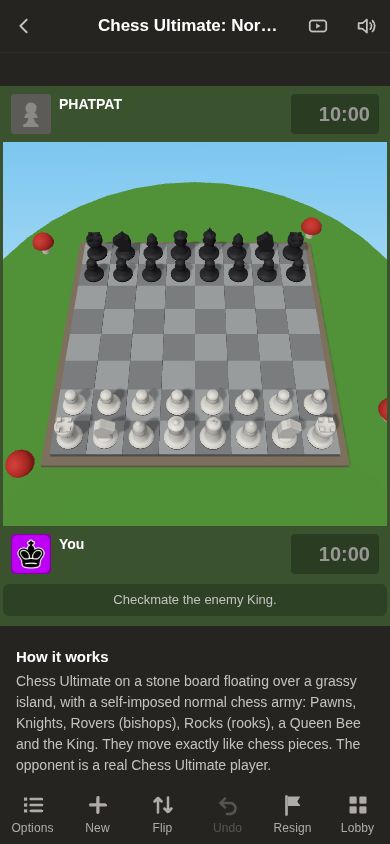 Chess Ultimate: Nor…
PHATPAT
10:00
You
10:00
Checkmate the enemy King.
How it works
Chess Ultimate on a stone board floating over a grassy
island, with a self-imposed normal chess army: Pawns,
Knights, Rovers (bishops), Rocks (rooks), a Queen Bee
and the King. They move exactly like chess pieces. The
opponent is a real Chess Ultimate player.
Options
New
Flip
Undo
Resign
Lobby